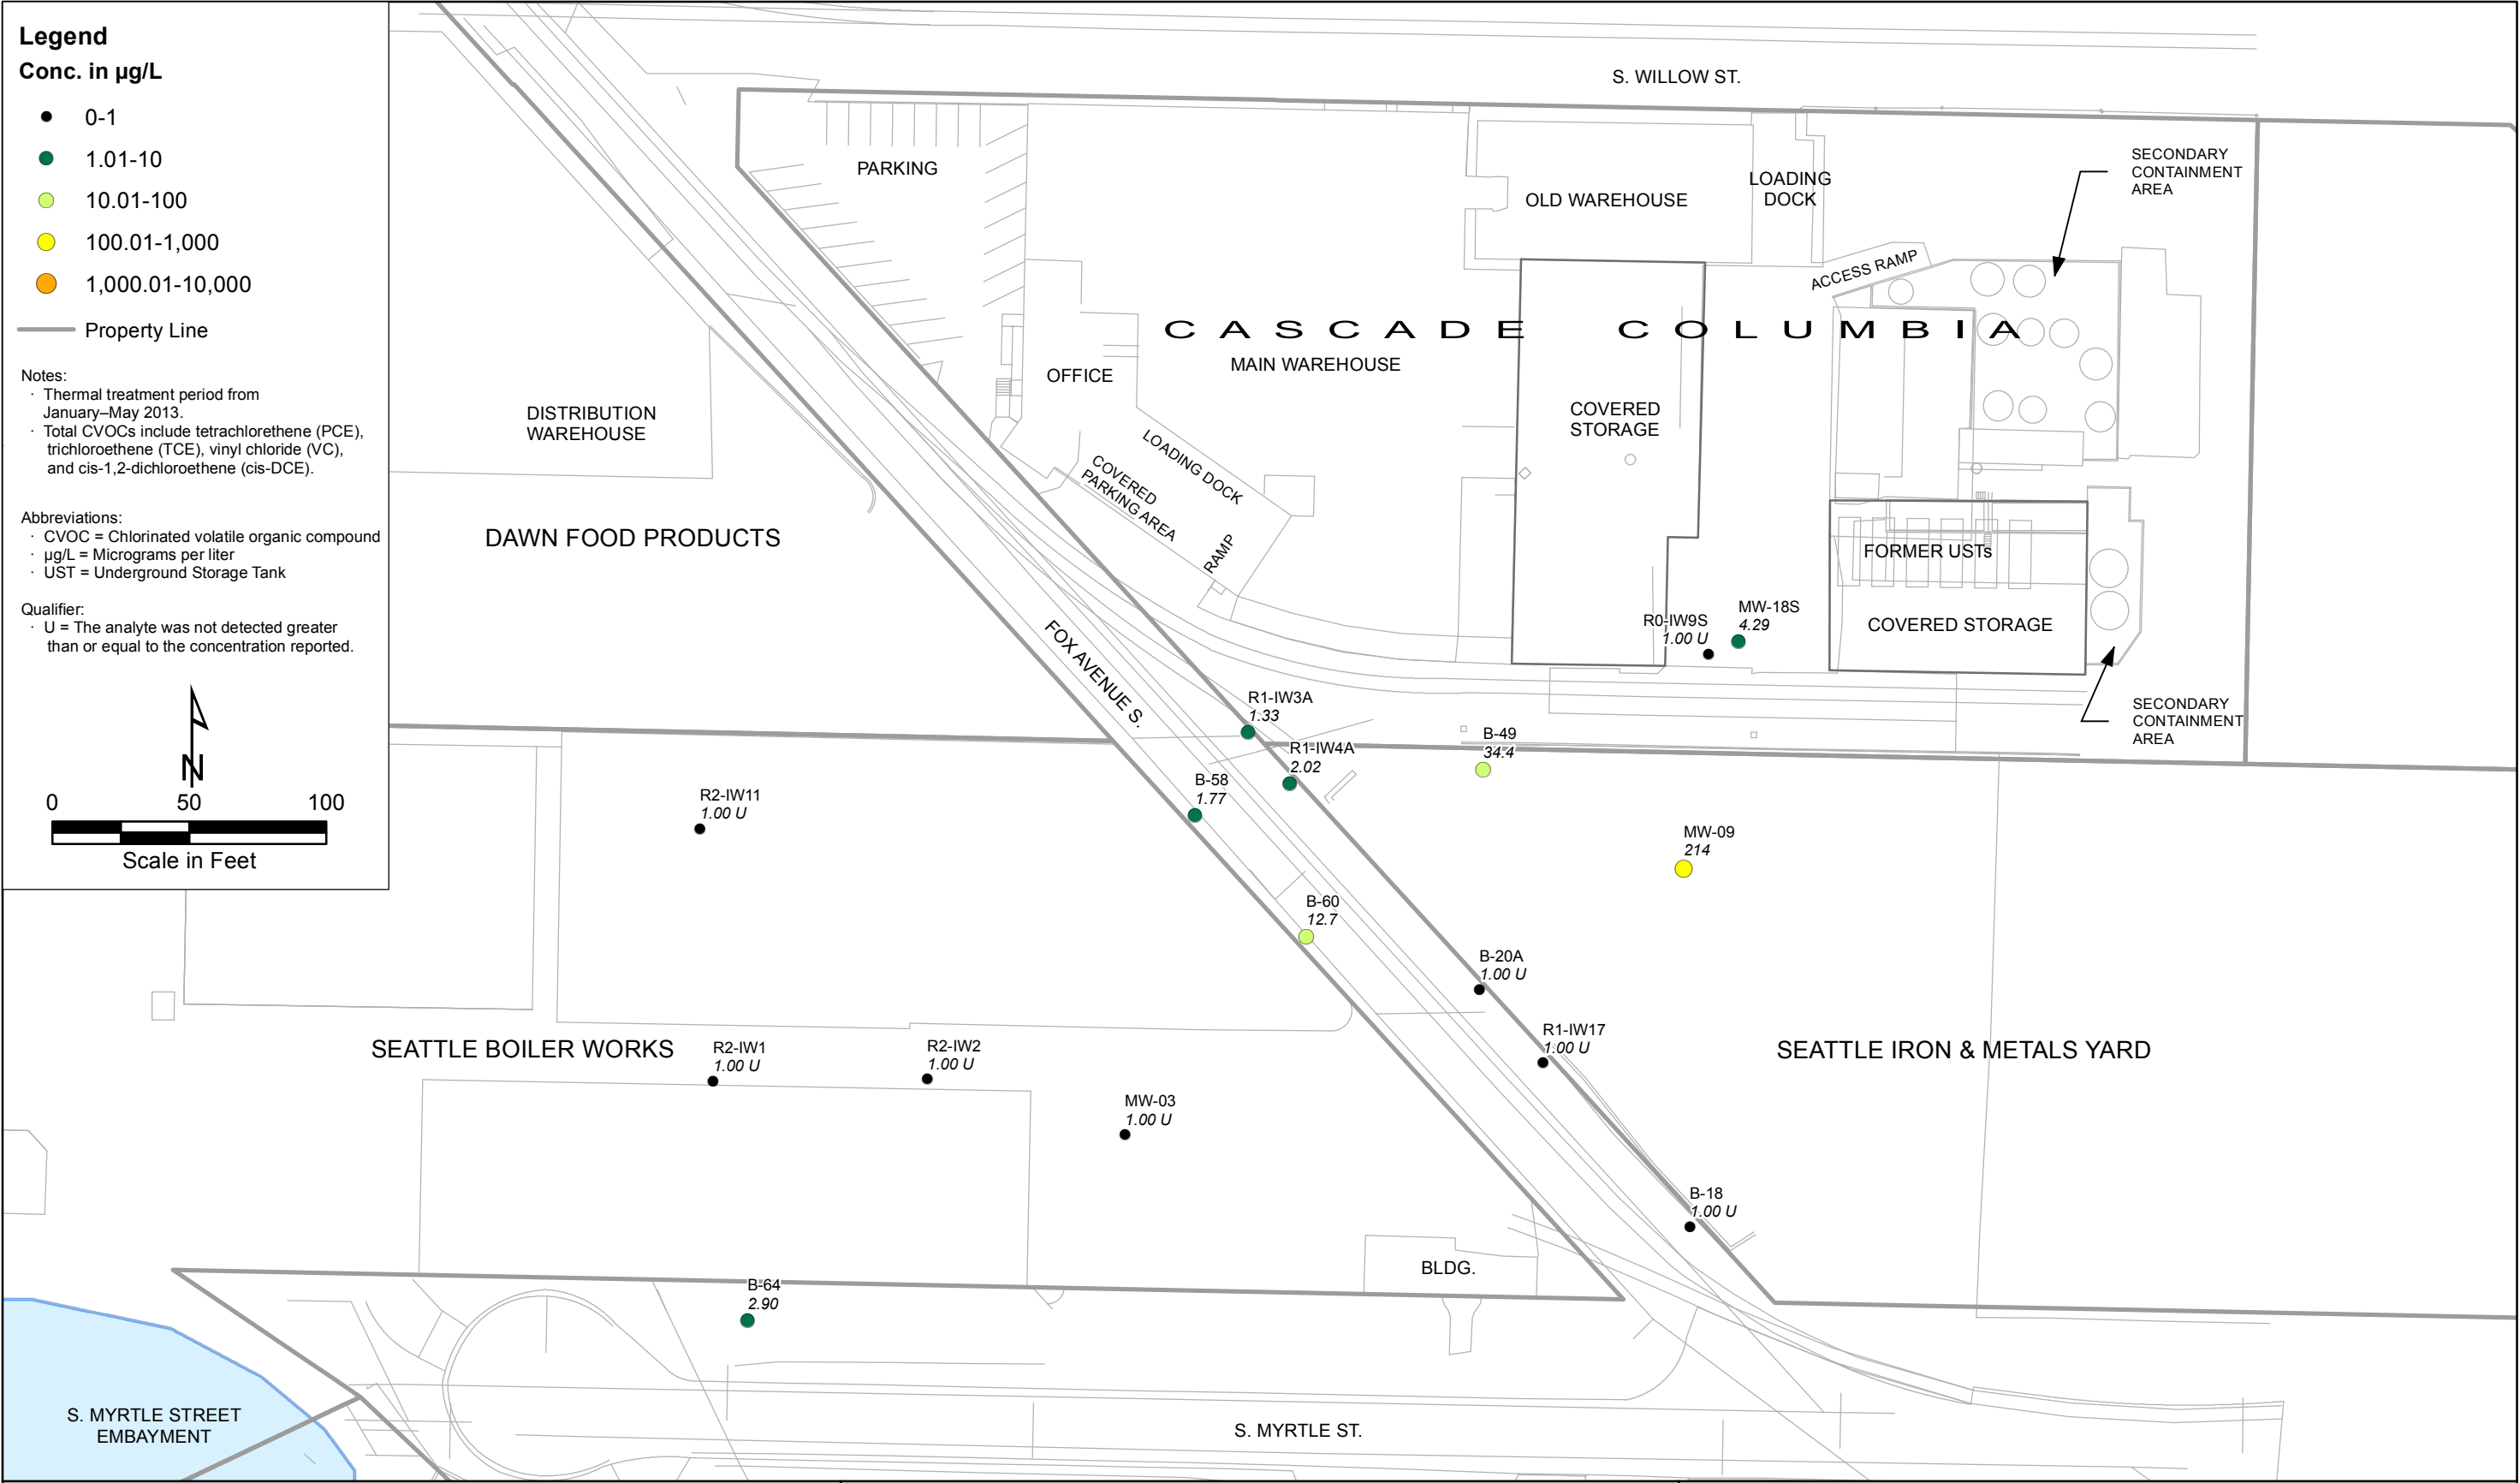 Legend
Conc. in µg/L
0-1
1.01-10
10.01-100
100.01-1,000
1,000.01-10,000
Property Line
Notes:
· Thermal treatment period from
January–May 2013.
· Total CVOCs include tetrachlorethene (PCE),
trichloroethene (TCE), vinyl chloride (VC),
and cis-1,2-dichloroethene (cis-DCE).
Abbreviations:
· CVOC = Chlorinated volatile organic compound
· µg/L = Micrograms per liter
· UST = Underground Storage Tank
Qualifier:
· U = The analyte was not detected greater
than or equal to the concentration reported.
N
0 50 100
Scale in Feet
S. WILLOW ST.
PARKING
OLD WAREHOUSE
LOADING
DOCK
SECONDARY
CONTAINMENT
AREA
ACCESS RAMP
CASCADE COLUMBIA
MAIN WAREHOUSE
OFFICE
COVERED
STORAGE
DISTRIBUTION
WAREHOUSE
LOADING DOCK
COVERED
PARKING AREA
RAMP
DAWN FOOD PRODUCTS
FORMER USTs
COVERED STORAGE
R0-IW9S
1.00 U
MW-18S
4.29
FOX AVENUE S.
SECONDARY
CONTAINMENT
AREA
R1-IW3A
1.33
R1-IW4A
2.02
B-49
34.4
B-58
1.77
R2-IW11
1.00 U
MW-09
214
B-60
12.7
B-20A
1.00 U
R1-IW17
1.00 U
SEATTLE BOILER WORKS
R2-IW1
1.00 U
R2-IW2
1.00 U
SEATTLE IRON & METALS YARD
MW-03
1.00 U
B-18
1.00 U
BLDG.
B-64
2.90
S. MYRTLE STREET
EMBAYMENT
S. MYRTLE ST.